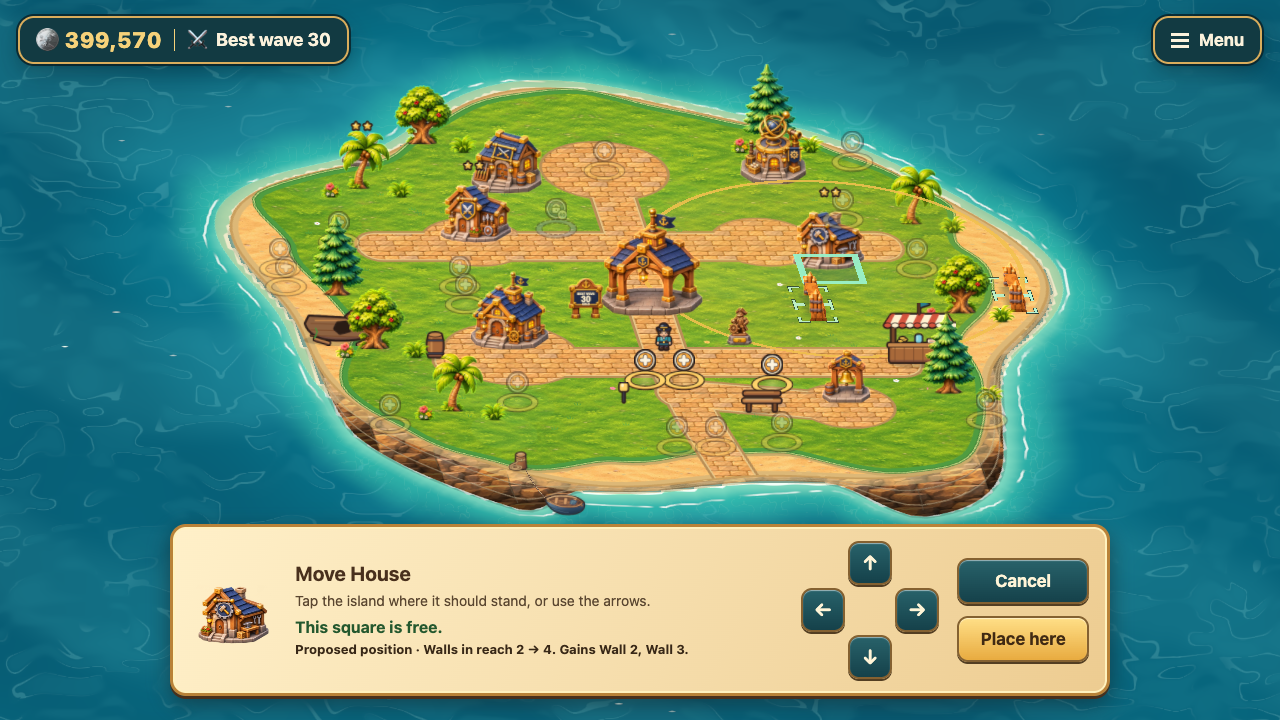 399,570
Best wave 30
Menu
30
Move House
Tap the island where it should stand, or use the arrows.
This square is free.
Proposed position · Walls in reach 2 → 4. Gains Wall 2, Wall 3.
Cancel
Place here